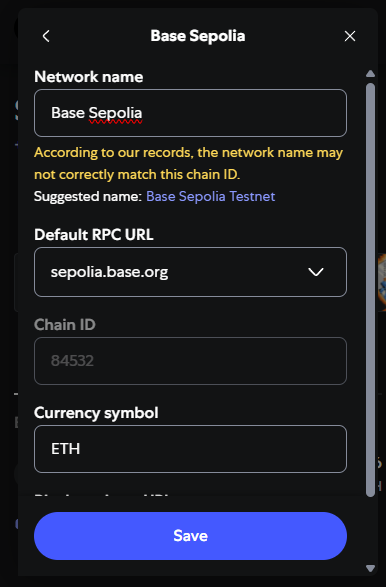 Base Sepolia
Network name
Base Sepolia
According to our records, the network name may
not correctly match this chain ID.
Suggested name: Base Sepolia Testnet
Default RPC URL
sepolia.base.org
Chain ID
84532
Currency symbol
ETH
Save